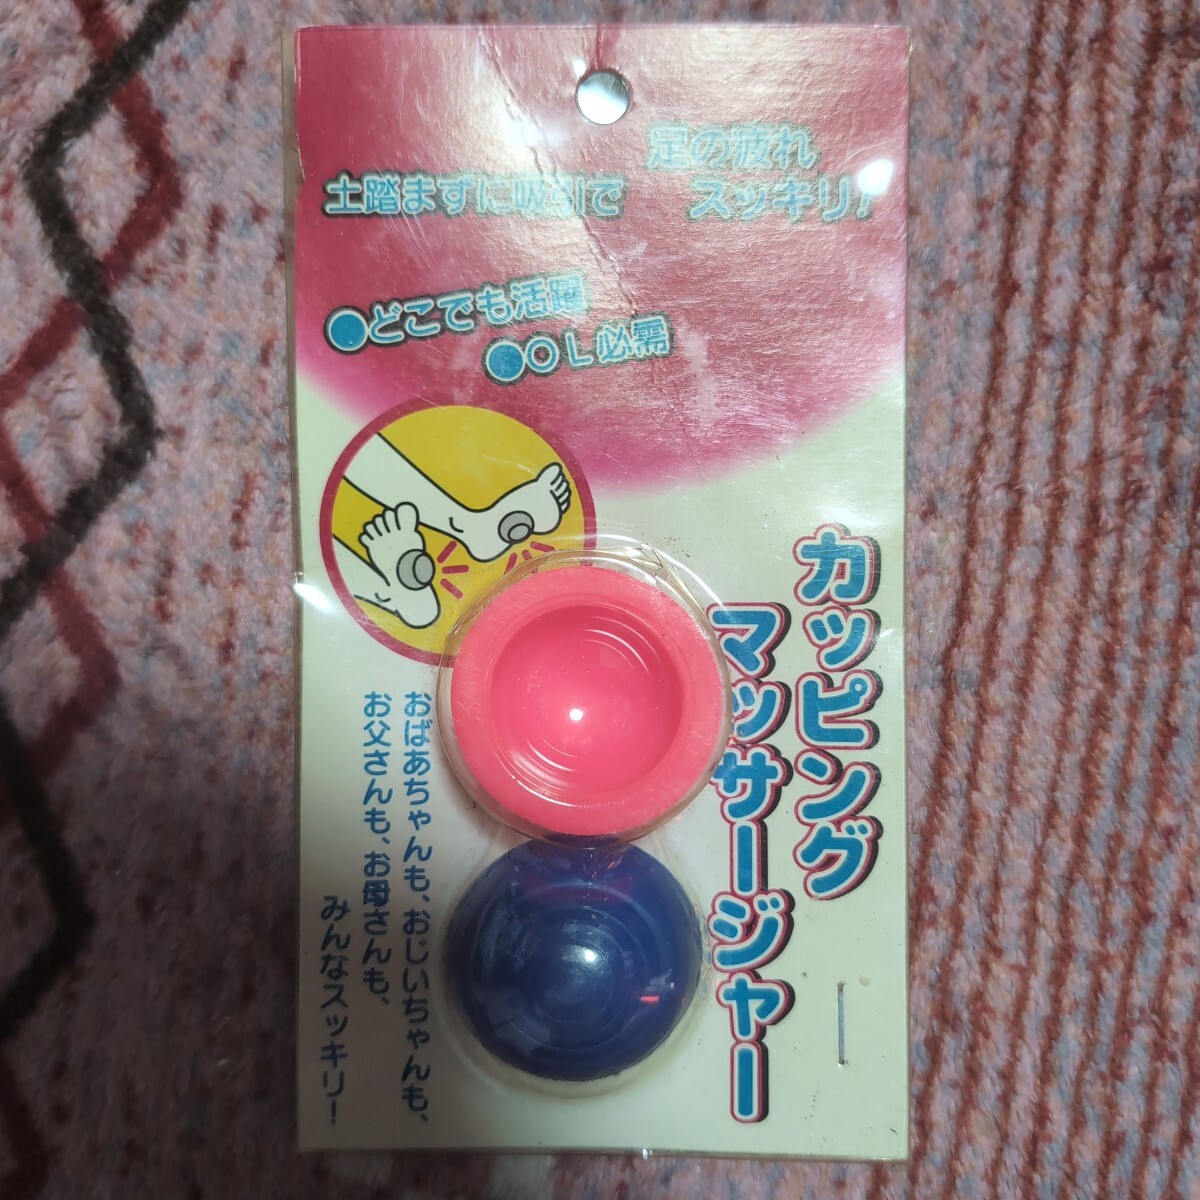 足の疲れ
スッキリ!
土踏まずに吸引で
●どこでも活躍
●OL必需
カッピング
マッサージャー
おばあちゃんも、おじいちゃんも、
お父さんも、お母さんも、
みんなスッキリー